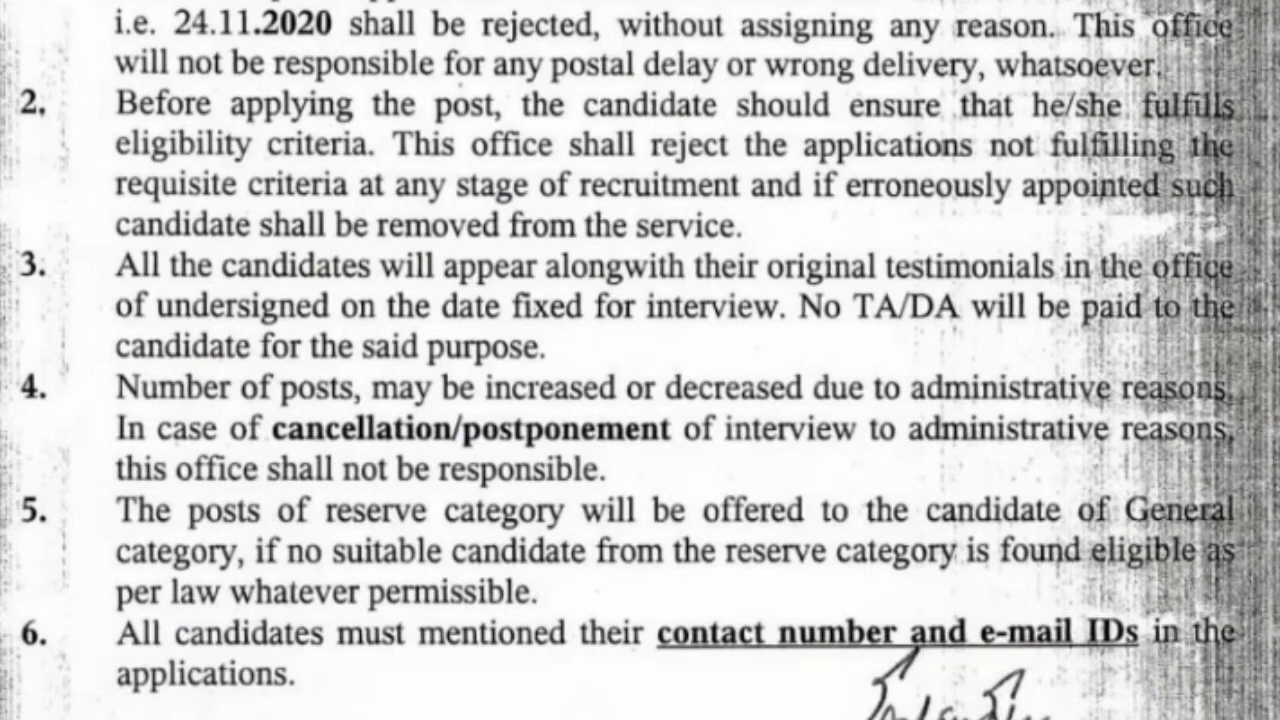 i.e. 24.11.2020 shall be rejected, without assigning any reason. This office
will not be responsible for any postal delay or wrong delivery, whatsoever.
2. Before applying the post, the candidate should ensure that he/she fulfills
eligibility criteria. This office shall reject the applications not fulfilling the
requisite criteria at any stage of recruitment and if erroneously appointed such
candidate shall be removed from the service.
3. All the candidates will appear alongwith their original testimonials in the office
of undersigned on the date fixed for interview. No TA/DA will be paid to the
candidate for the said purpose.
4. Number of posts, may be increased or decreased due to administrative reasons.
In case of cancellation/postponement of interview to administrative reasons,
this office shall not be responsible.
5. The posts of reserve category will be offered to the candidate of General
category, if no suitable candidate from the reserve category is found eligible as
per law whatever permissible.
6. All candidates must mentioned their contact number and e-mail IDs in the
applications.